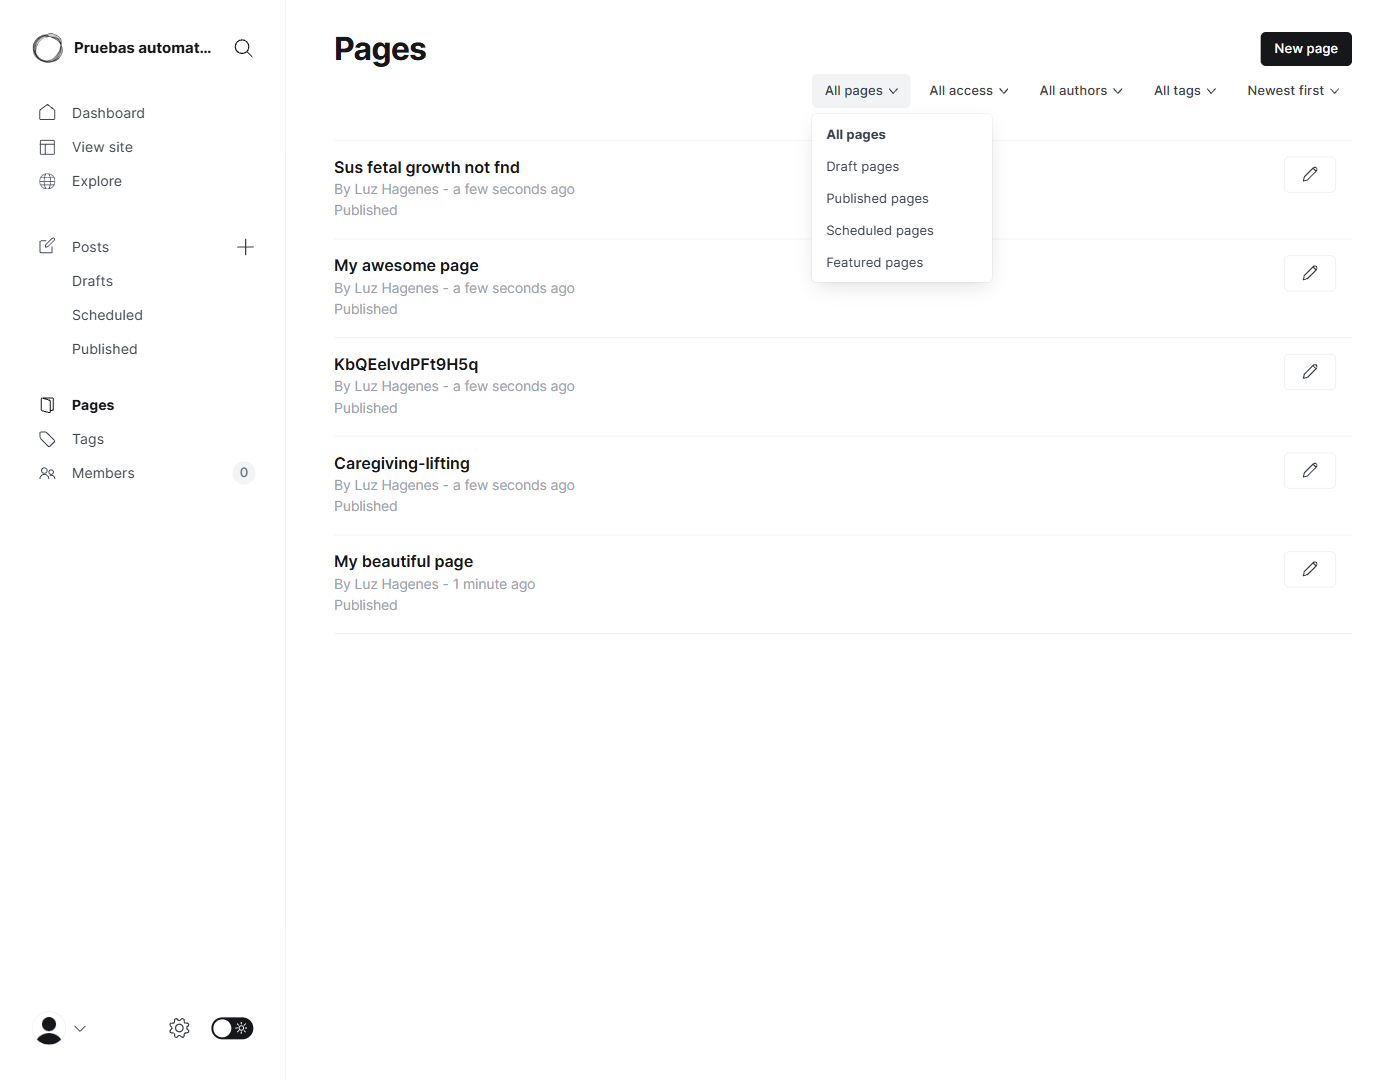 Pruebas automat...
Dashboard
View site
Explore
Posts
Drafts
Scheduled
Published
Pages
Tags
Members 0
Pages
New page
All pages All access All authors All tags Newest first
All pages
Draft pages
Published pages
Scheduled pages
Featured pages
Sus fetal growth not fnd
By Luz Hagenes - a few seconds ago
Published
My awesome page
By Luz Hagenes - a few seconds ago
Published
KbQEelvdPFt9H5q
By Luz Hagenes - a few seconds ago
Published
Caregiving-lifting
By Luz Hagenes - a few seconds ago
Published
My beautiful page
By Luz Hagenes - 1 minute ago
Published